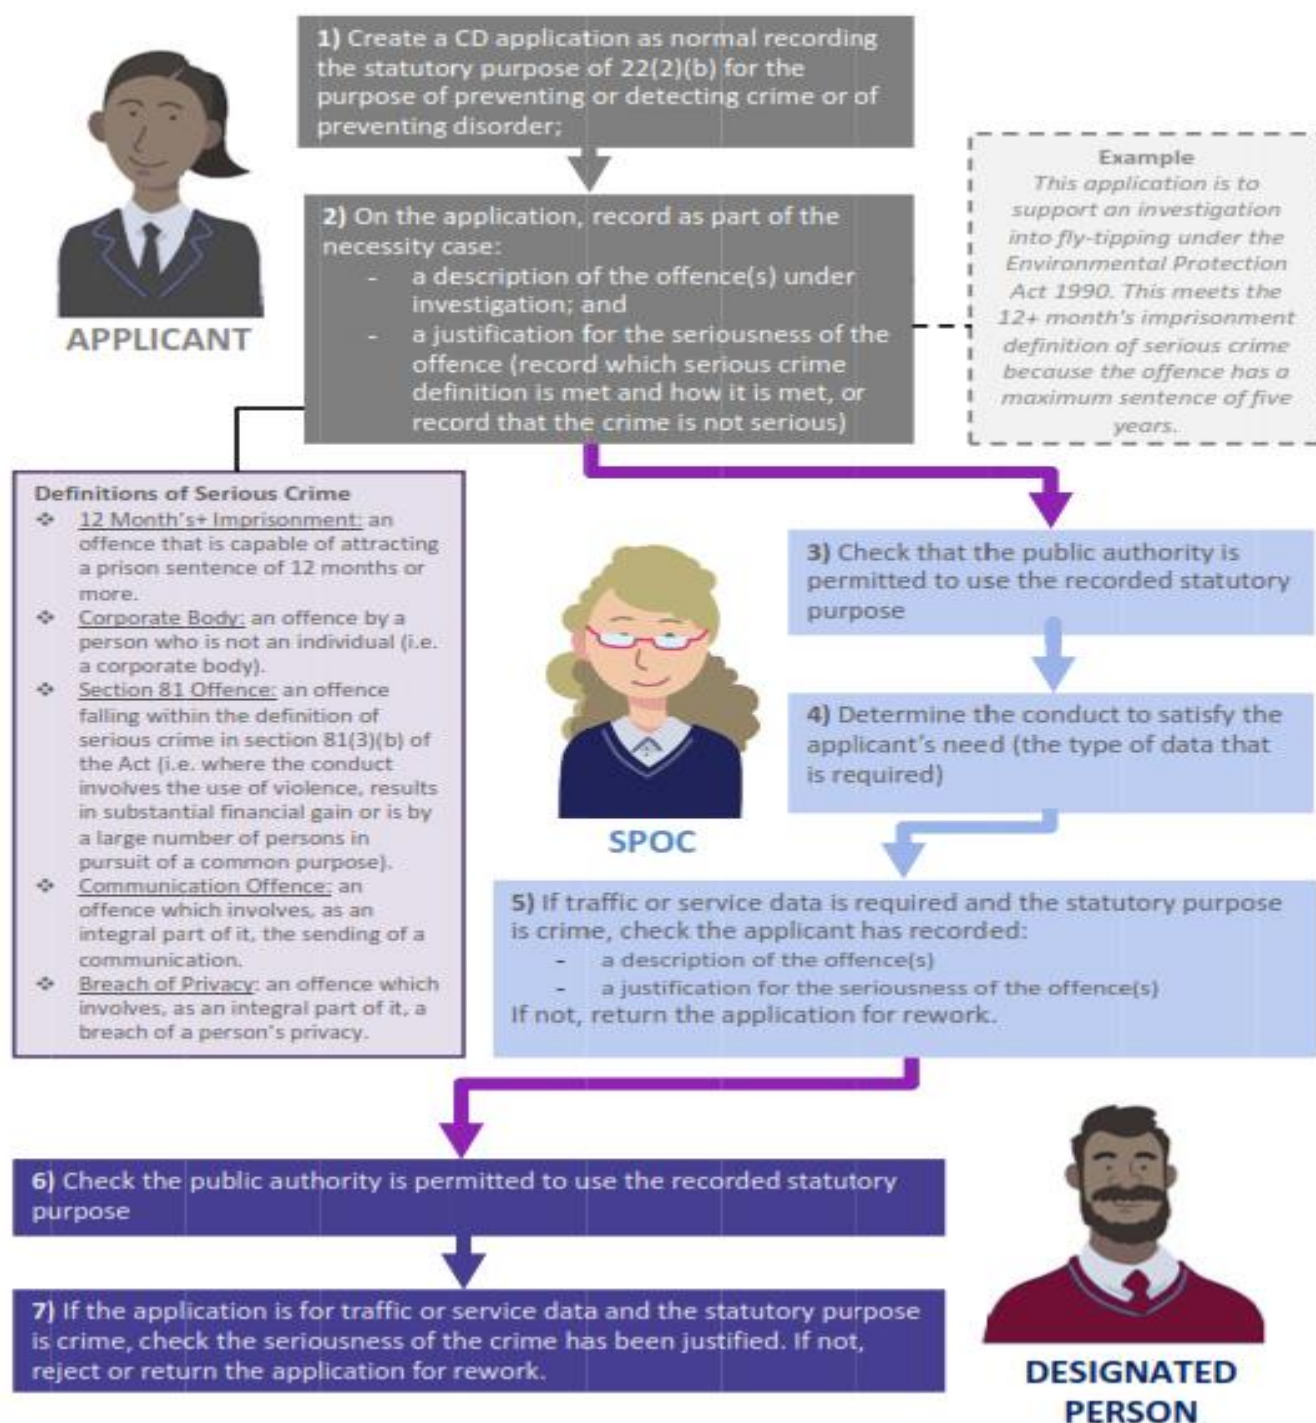 1) Create a CD application as normal recording
the statutory purpose of 22(2)(b) for the
purpose of preventing or detecting crime or of
preventing disorder;
APPLICANT
2) On the application, record as part of the
necessity case:
- a description of the offence(s) under
investigation; and
- a justification for the seriousness of the
offence (record which serious crime
definition is met and how it is met, or
record that the crime is not serious)
Example
This application is to
support an investigation
into fly-tipping under the
Environmental Protection
Act 1990. This meets the
12+ month's imprisonment
definition of serious crime
because the offence has a
maximum sentence of five
years.
Definitions of Serious Crime
❖ 12 Month's+ Imprisonment: an
offence that is capable of attracting
a prison sentence of 12 months or
more.
❖ Corporate Body: an offence by a
person who is not an individual (i.e.
a corporate body).
❖ Section 81 Offence: an offence
falling within the definition of
serious crime in section 81(3)(b) of
the Act (i.e. where the conduct
involves the use of violence, results
in substantial financial gain or is by
a large number of persons in
pursuit of a common purpose).
❖ Communication Offence: an
offence which involves, as an
integral part of it, the sending of a
communication.
❖ Breach of Privacy: an offence which
involves, as an integral part of it, a
breach of a person's privacy.
3) Check that the public authority is
permitted to use the recorded statutory
purpose
4) Determine the conduct to satisfy the
applicant's need (the type of data that
is required)
SPOC
5) If traffic or service data is required and the statutory purpose
is crime, check the applicant has recorded:
- a description of the offence(s)
- a justification for the seriousness of the offence(s)
If not, return the application for rework.
6) Check the public authority is permitted to use the recorded statutory
purpose
7) If the application is for traffic or service data and the statutory purpose
is crime, check the seriousness of the crime has been justified. If not,
reject or return the application for rework.
DESIGNATED
PERSON